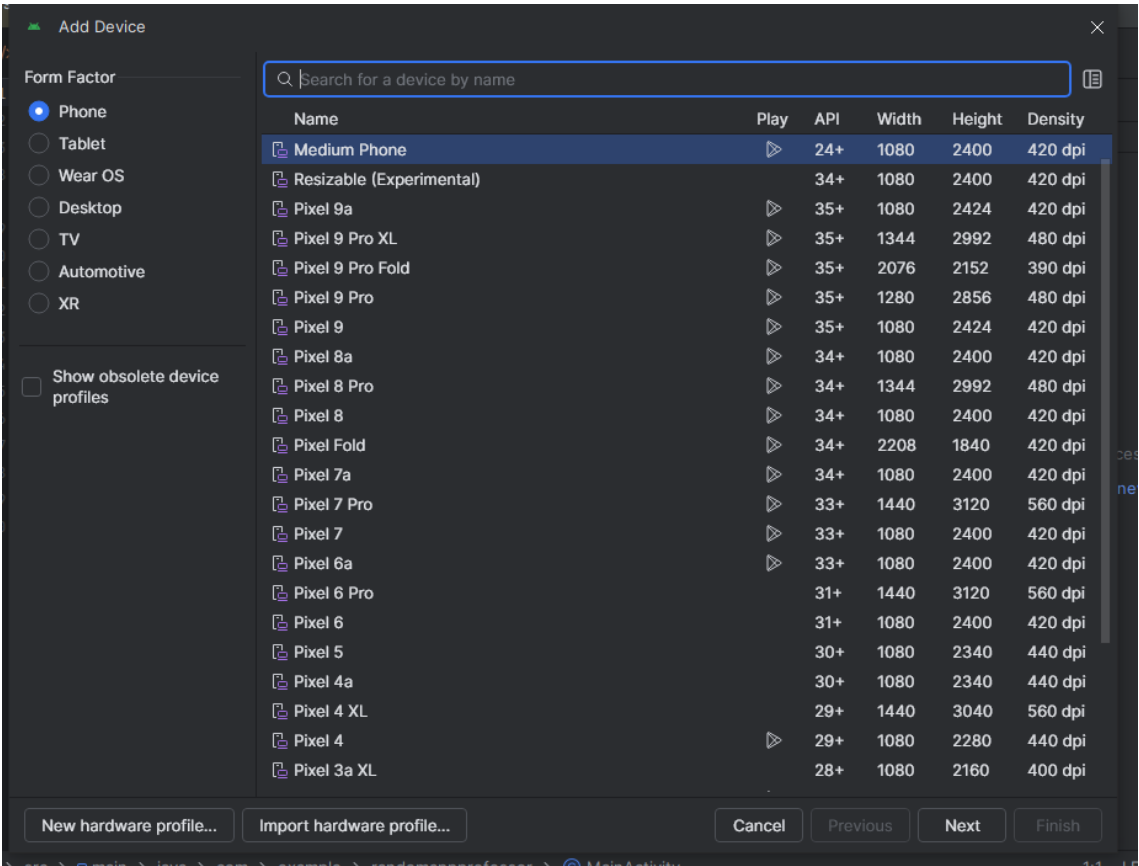 Add Device
Form Factor
Phone
Tablet
Wear OS
Desktop
TV
Automotive
XR
Show obsolete device
profiles
Search for a device by name
Name Play API Width Height Density
Medium Phone 24+ 1080 2400 420 dpi
Resizable (Experimental) 34+ 1080 2400 420 dpi
Pixel 9a 35+ 1080 2424 420 dpi
Pixel 9 Pro XL 35+ 1344 2992 480 dpi
Pixel 9 Pro Fold 35+ 2076 2152 390 dpi
Pixel 9 Pro 35+ 1280 2856 480 dpi
Pixel 9 35+ 1080 2424 420 dpi
Pixel 8a 34+ 1080 2400 420 dpi
Pixel 8 Pro 34+ 1344 2992 480 dpi
Pixel 8 34+ 1080 2400 420 dpi
Pixel Fold 34+ 2208 1840 420 dpi
Pixel 7a 34+ 1080 2400 420 dpi
Pixel 7 Pro 33+ 1440 3120 560 dpi
Pixel 7 33+ 1080 2400 420 dpi
Pixel 6a 33+ 1080 2400 420 dpi
Pixel 6 Pro 31+ 1440 3120 560 dpi
Pixel 6 31+ 1080 2400 420 dpi
Pixel 5 30+ 1080 2340 440 dpi
Pixel 4a 30+ 1080 2340 440 dpi
Pixel 4 XL 29+ 1440 3040 560 dpi
Pixel 4 29+ 1080 2280 440 dpi
Pixel 3a XL 28+ 1080 2160 400 dpi
New hardware profile... Import hardware profile... Cancel Previous Next Finish